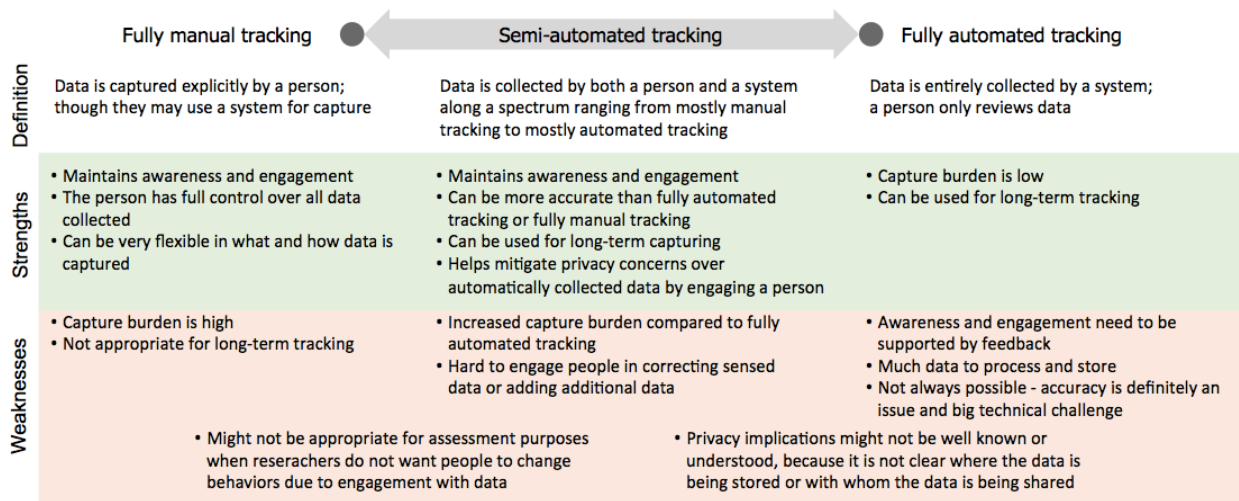 Fully manual tracking
Semi-automated tracking
Fully automated tracking
Definition
Data is captured explicitly by a person;
though they may use a system for capture
Data is collected by both a person and a system
along a spectrum ranging from mostly manual
tracking to mostly automated tracking
Data is entirely collected by a system;
a person only reviews data
Strengths
• Maintains awareness and engagement
• The person has full control over all data
collected
• Can be very flexible in what and how data is
captured
• Maintains awareness and engagement
• Can be more accurate than fully automated
tracking or fully manual tracking
• Can be used for long-term capturing
• Helps mitigate privacy concerns over
automatically collected data by engaging a person
• Capture burden is low
• Can be used for long-term tracking
Weaknesses
• Capture burden is high
• Not appropriate for long-term tracking
• Increased capture burden compared to fully
automated tracking
• Hard to engage people in correcting sensed
data or adding additional data
• Awareness and engagement need to be
supported by feedback
• Much data to process and store
• Not always possible - accuracy is definitely an
issue and big technical challenge
• Might not be appropriate for assessment purposes
when reserachers do not want people to change
behaviors due to engagement with data
• Privacy implications might not be well known or
understood, because it is not clear where the data is
being stored or with whom the data is being shared